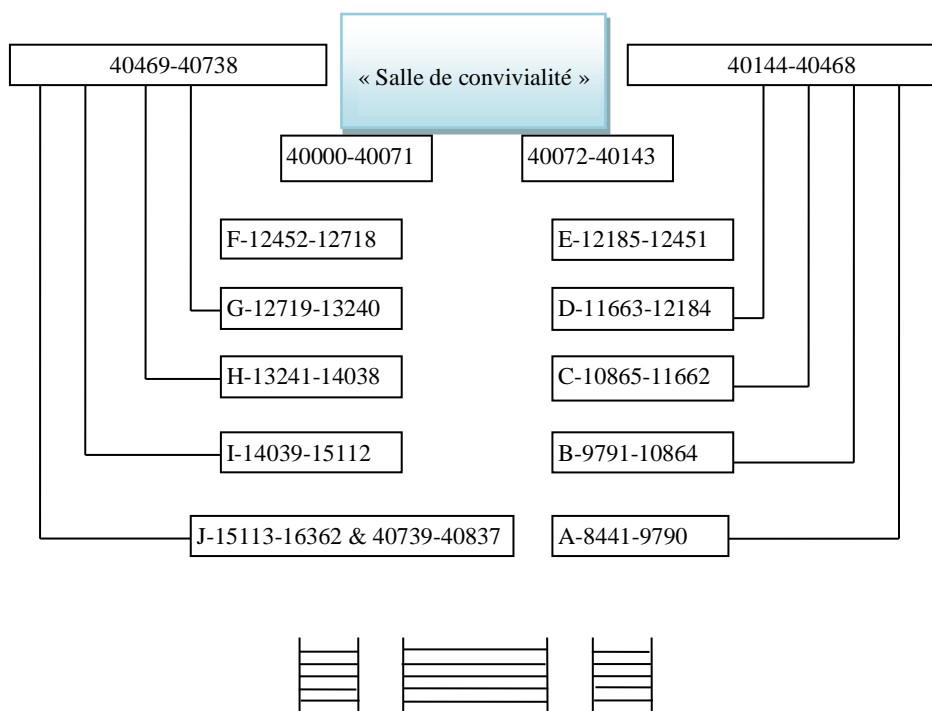 40469-40738
« Salle de convivialité »
40144-40468
40000-40071
40072-40143
F-12452-12718
E-12185-12451
G-12719-13240
D-11663-12184
H-13241-14038
C-10865-11662
I-14039-15112
B-9791-10864
J-15113-16362 & 40739-40837
A-8441-9790